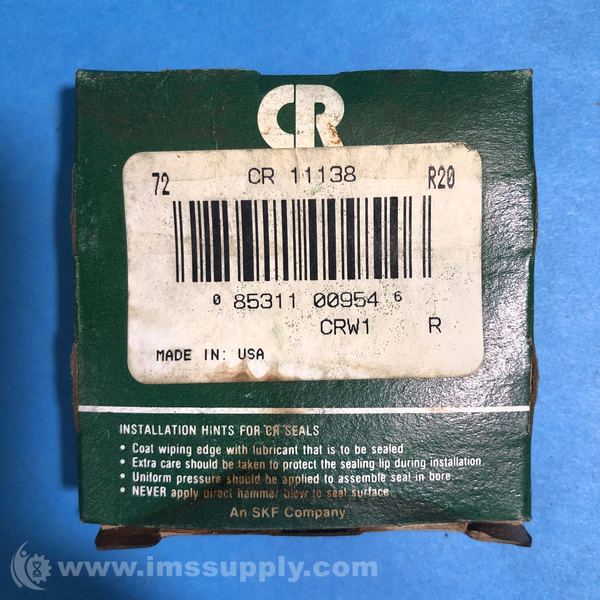 CR
72 CR 11138 R20
0 85311 00954 6
CRW1 R
MADE IN: USA
INSTALLATION HINTS FOR CR SEALS
• Coat wiping edge with lubricant that is to be sealed
• Extra care should be taken to protect the sealing lip during installation.
• Uniform pressure should be applied to assemble seal in bore.
• NEVER apply direct hammer blow to seal surface
An SKF Company
www.imssupply.com